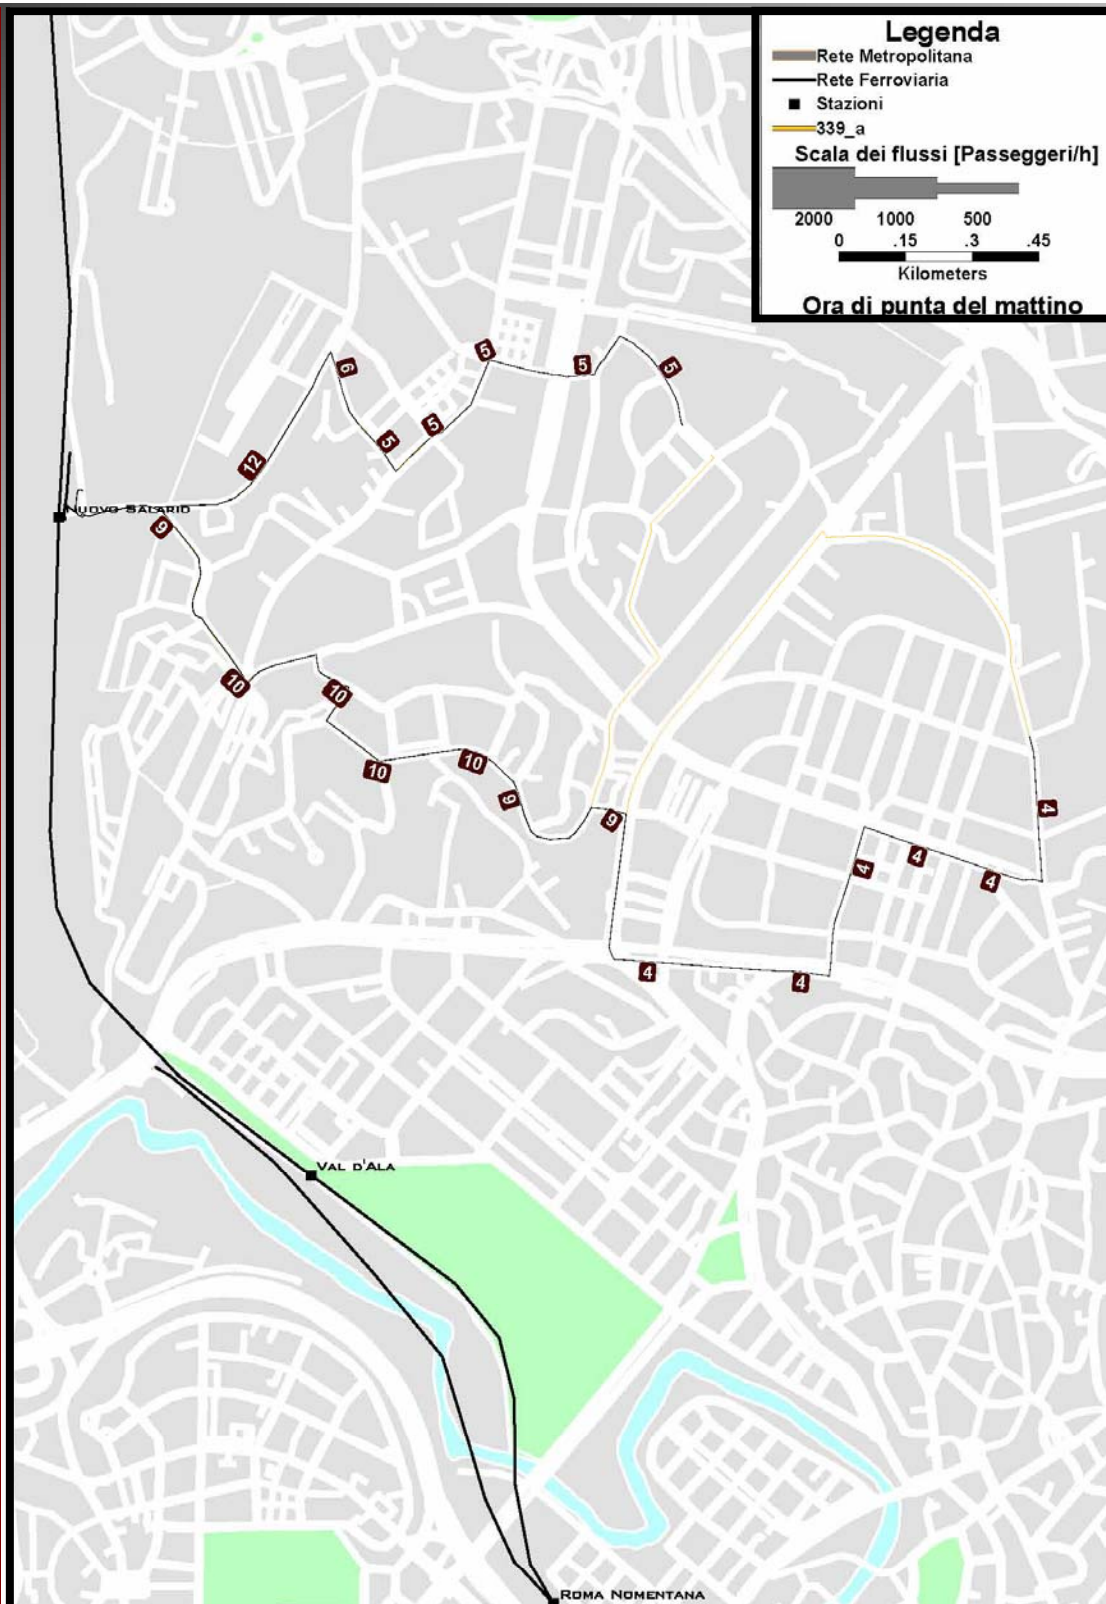 Legenda
Rete Metropolitana
Rete Ferroviaria
Stazioni
339_a
Scala dei flussi [Passeggeri/h]
2000 1000 500
0 .15 .3 .45
Kilometers
Ora di punta del mattino
5
5
5
6
5
5
12
NUOVO SALARIO
9
10
10
10
10
9
9
4
4
4
4
4
4
VAL D'ALA
ROMA NOMENTANA